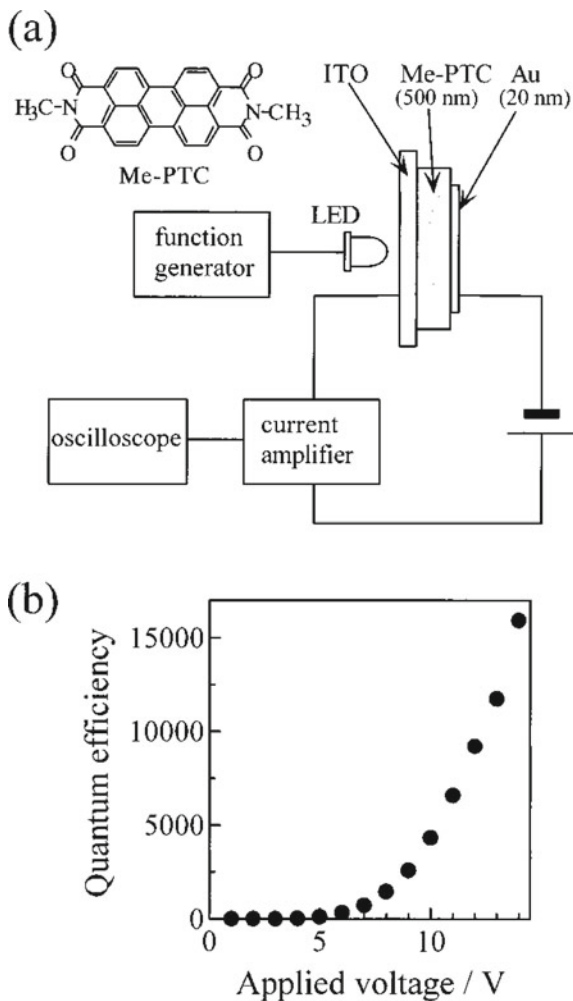 (a)
O
O
H3C-N
N-CH3
O
O
Me-PTC
ITO
Me-PTC
(500 nm)
Au
(20 nm)
LED
function
generator
oscilloscope
current
amplifier
(b)
Quantum efficiency
15000
10000
5000
0
0
5
10
Applied voltage / V